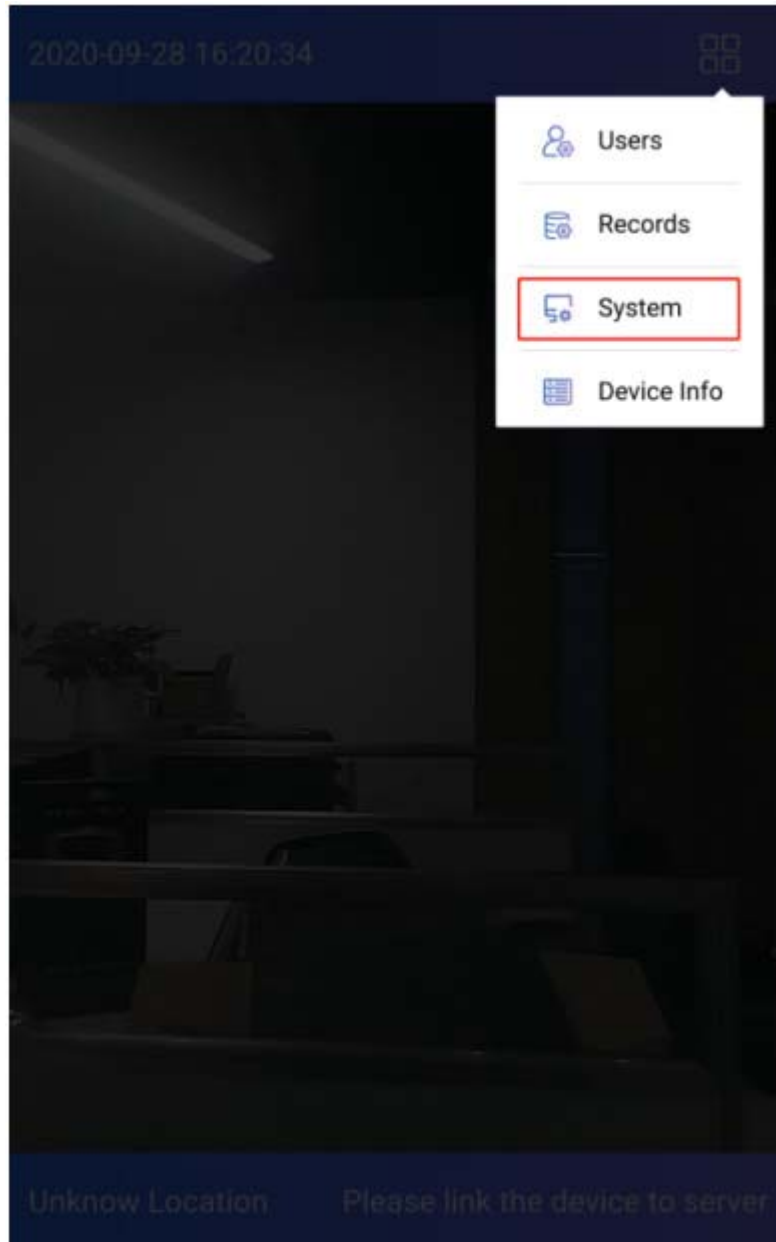 2020-09-28 16:20:34
Users
Records
System
Device Info
Unknow Location Please link the device to server